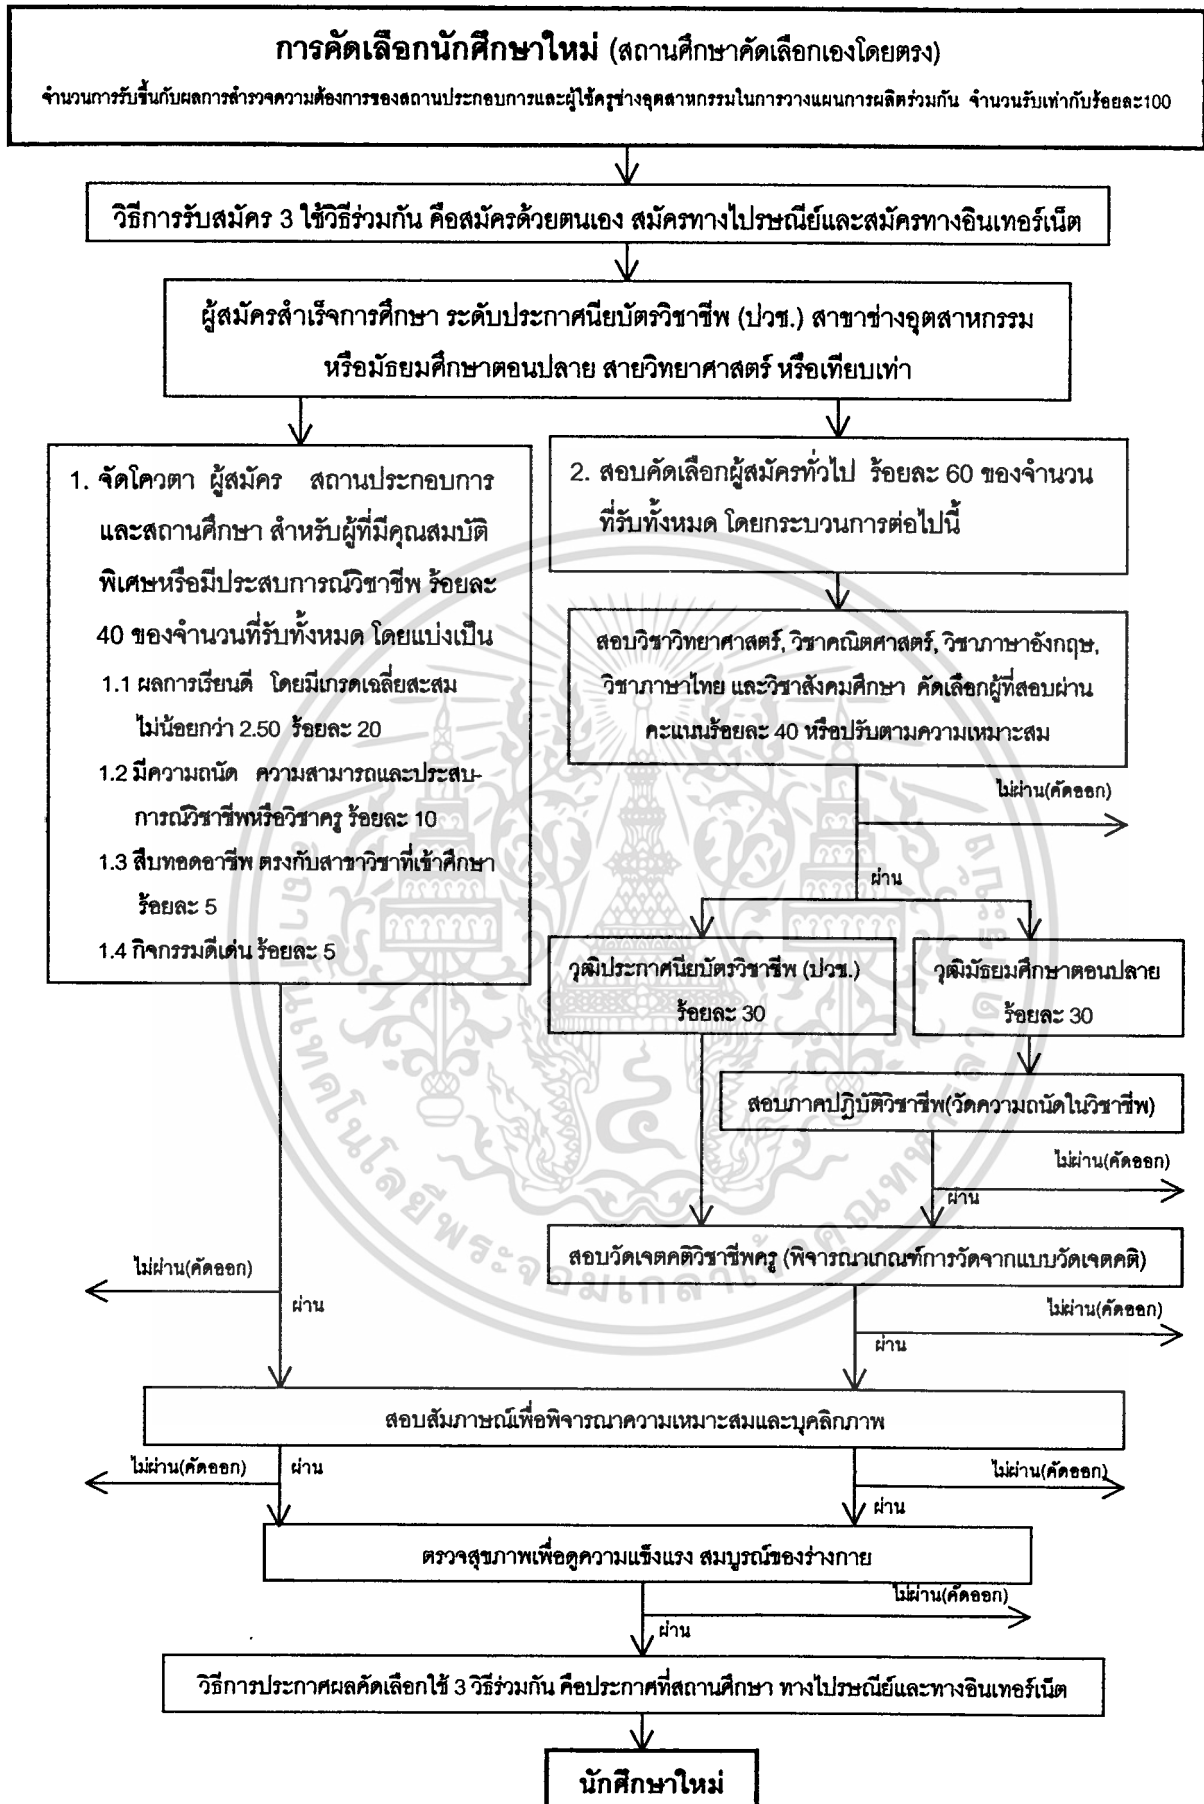 การคัดเลือกนักศึกษาใหม่ (สถานศึกษาคัดเลือกเองโดยตรง)
จำนวนการรับขึ้นกับผลการสำรวจความต้องการของสถานประกอบการและผู้ใช้ครูช่างอุตสาหกรรมในการวางแผนการผลิตร่วมกัน จำนวนรับเท่ากับร้อยละ100
วิธีการรับสมัคร 3 ใช้วิธีร่วมกัน คือสมัครด้วยตนเอง สมัครทางไปรษณีย์และสมัครทางอินเทอร์เน็ต
ผู้สมัครสำเร็จการศึกษา ระดับประกาศนียบัตรวิชาชีพ (ปวช.) สาขาช่างอุตสาหกรรม
หรือมัธยมศึกษาตอนปลาย สายวิทยาศาสตร์ หรือเทียบเท่า
1. จัดโควตา ผู้สมัคร สถานประกอบการ
และสถานศึกษา สำหรับผู้ที่มีคุณสมบัติ
พิเศษหรือมีประสบการณ์วิชาชีพ ร้อยละ
40 ของจำนวนที่รับทั้งหมด โดยแบ่งเป็น
1.1 ผลการเรียนดี โดยมีเกรดเฉลี่ยสะสม
ไม่น้อยกว่า 2.50 ร้อยละ 20
1.2 มีความถนัด ความสามารถและประสบ-
การณ์วิชาชีพหรือวิชาครู ร้อยละ 10
1.3 สืบทอดอาชีพ ตรงกับสาขาวิชาที่เข้าศึกษา
ร้อยละ 5
1.4 กิจกรรมดีเด่น ร้อยละ 5
2. สอบคัดเลือกผู้สมัครทั่วไป ร้อยละ 60 ของจำนวน
ที่รับทั้งหมด โดยกระบวนการต่อไปนี้
สอบวิชาวิทยาศาสตร์, วิชาคณิตศาสตร์, วิชาภาษาอังกฤษ,
วิชาภาษาไทย และวิชาสังคมศึกษา คัดเลือกผู้ที่สอบผ่าน
คะแนนร้อยละ 40 หรือปรับตามความเหมาะสม
ไม่ผ่าน(คัดออก)
ผ่าน
วุฒิประกาศนียบัตรวิชาชีพ (ปวช.)
ร้อยละ 30
วุฒิมัธยมศึกษาตอนปลาย
ร้อยละ 30
สอบภาคปฏิบัติวิชาชีพ(วัดความถนัดในวิชาชีพ)
ไม่ผ่าน(คัดออก)
ผ่าน
สอบวัดเจตคติวิชาชีพครู (พิจารณาเกณฑ์การวัดจากแบบวัดเจตคติ)
ไม่ผ่าน(คัดออก)
ผ่าน
ไม่ผ่าน(คัดออก)
ผ่าน
สอบสัมภาษณ์เพื่อพิจารณาความเหมาะสมและบุคลิกภาพ
ไม่ผ่าน(คัดออก)
ผ่าน
ไม่ผ่าน(คัดออก)
ผ่าน
ตรวจสุขภาพเพื่อดูความแข็งแรง สมบูรณ์ของร่างกาย
ไม่ผ่าน(คัดออก)
ผ่าน
วิธีการประกาศผลคัดเลือกใช้ 3 วิธีร่วมกัน คือประกาศที่สถานศึกษา ทางไปรษณีย์และทางอินเทอร์เน็ต
นักศึกษาใหม่
สถาบันเทคโนโลยีพระจอมเกล้าเจ้าคุณทหารลาดกระบัง